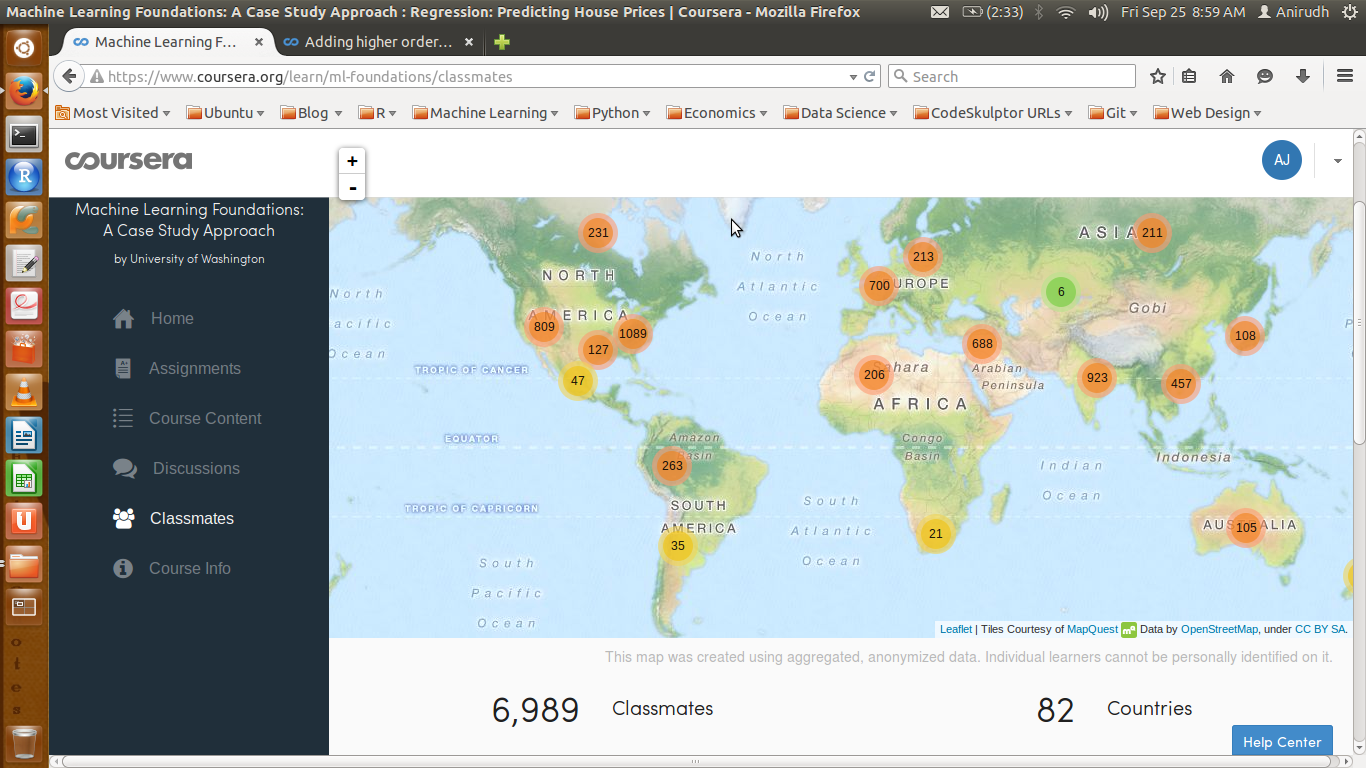 Machine Learning Foundations: A Case Study Approach : Regression: Predicting House Prices | Coursera - Mozilla Firefox
(2:33)
Fri Sep 25 8:59 AM
Anirudh
Machine Learning F...
Adding higher order...
https://www.coursera.org/learn/ml-foundations/classmates
Search
Most Visited
Ubuntu
Blog
R
Machine Learning
Python
Economics
Data Science
CodeSkulptor URLs
Git
Web Design
coursera
AJ
Machine Learning Foundations:
A Case Study Approach
by University of Washington
Home
Assignments
Course Content
Discussions
Classmates
Course Info
+
-
231
ASIA
211
213
North
Atlantic
Ocean
NORTH
AMERICA
700
UROPE
6
Gobi
North
acific
Ocean
809
1089
127
688
108
TROPIC OF CANCER
47
206
hara
Arabian
Peninsula
923
457
AFRICA
EQUATOR
Amazon
Basin
263
Congo
Basin
Indian
Ocean
Indonesia
TROPIC OF CAPRICORN
SOUTH
AMERICA
35
South
Atlantic
Ocean
21
AUS
ALIA
105
South
Pacific
Ocean
Leaflet | Tiles Courtesy of MapQuest Data by OpenStreetMap, under CC BY SA.
This map was created using aggregated, anonymized data. Individual learners cannot be personally identified on it.
6,989 Classmates
82 Countries
Help Center